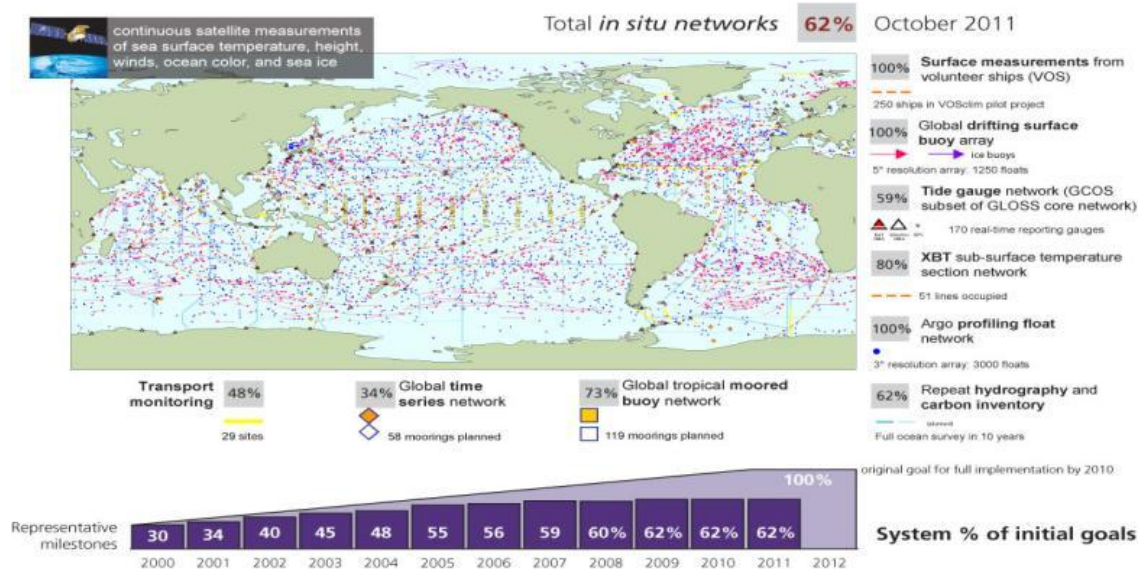 Total in situ networks 62% October 2011
continuous satellite measurements
of sea surface temperature, height,
winds, ocean color, and sea ice
100% Surface measurements from
volunteer ships (VOS)
250 ships in VOSclim pilot project
100% Global drifting surface
buoy array
ice buoys
5° resolution array: 1250 floats
59% Tide gauge network (GCOS
subset of GLOSS core network)
170 real-time reporting gauges
80% XBT sub-surface temperature
section network
51 lines occupied
100% Argo profiling float
network
3° resolution array: 3000 floats
62% Repeat hydrography and
carbon inventory
Full ocean survey in 10 years
Transport
monitoring 48%
29 sites
34% Global time
series network
58 moorings planned
73% Global tropical moored
buoy network
119 moorings planned
original goal for full implementation by 2010
100%
Representative
milestones
30 34 40 45 48 55 56 59 60% 62% 62% 62%
System % of initial goals
2000 2001 2002 2003 2004 2005 2006 2007 2008 2009 2010 2011 2012